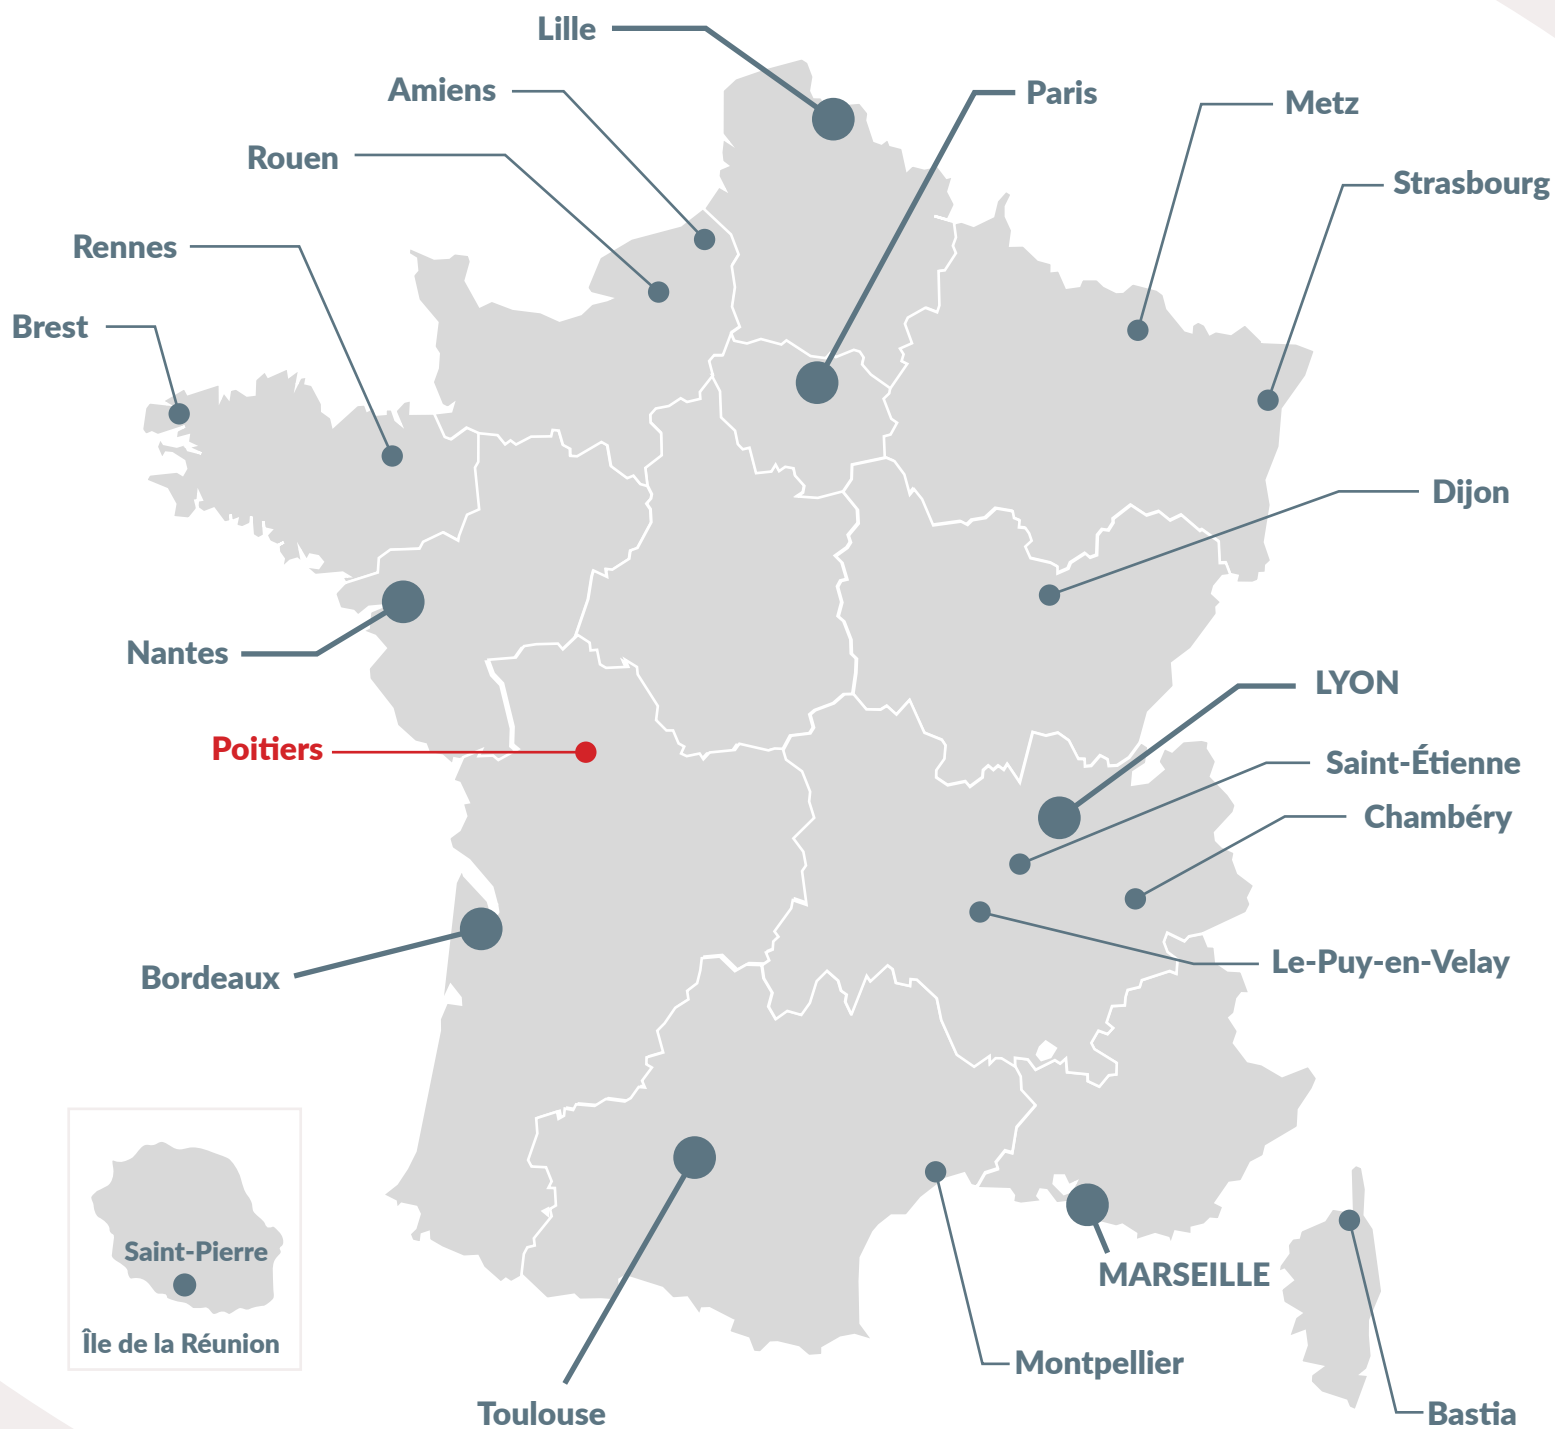 Lille
Amiens
Paris
Metz
Rouen
Strasbourg
Rennes
Brest
Dijon
Nantes
LYON
Poitiers
Saint-Étienne
Chambéry
Le-Puy-en-Velay
Bordeaux
Saint-Pierre
MARSEILLE
Île de la Réunion
Montpellier
Toulouse
Bastia